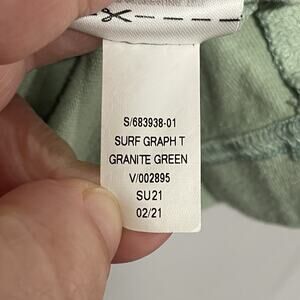 S/683938-01
SURF GRAPH T
GRANITE GREEN
V/002895
SU21
02/21